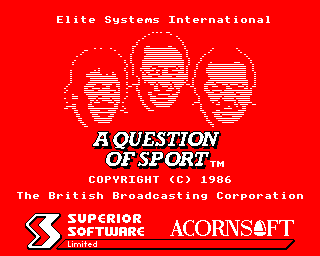 Elite Systems International
A QUESTION
OF SPORT TM
COPYRIGHT (C) 1986
The British Broadcasting Corporation
SUPERIOR
SOFTWARE
Limited
ACORNSOFT